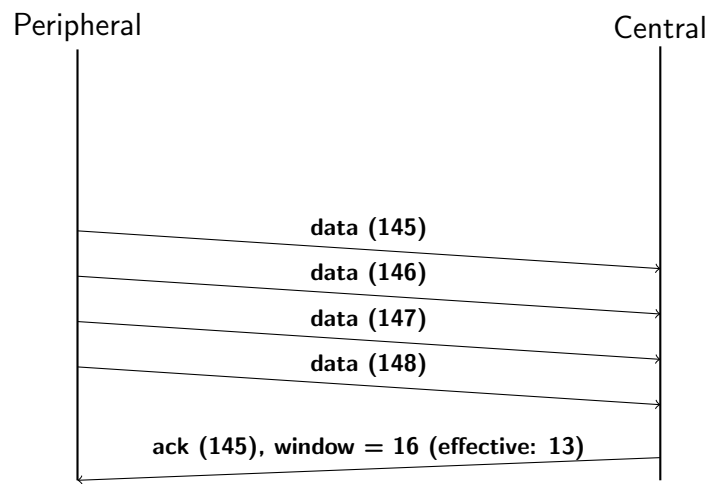 Peripheral
Central
data (145)
data (146)
data (147)
data (148)
ack (145), window = 16 (effective: 13)